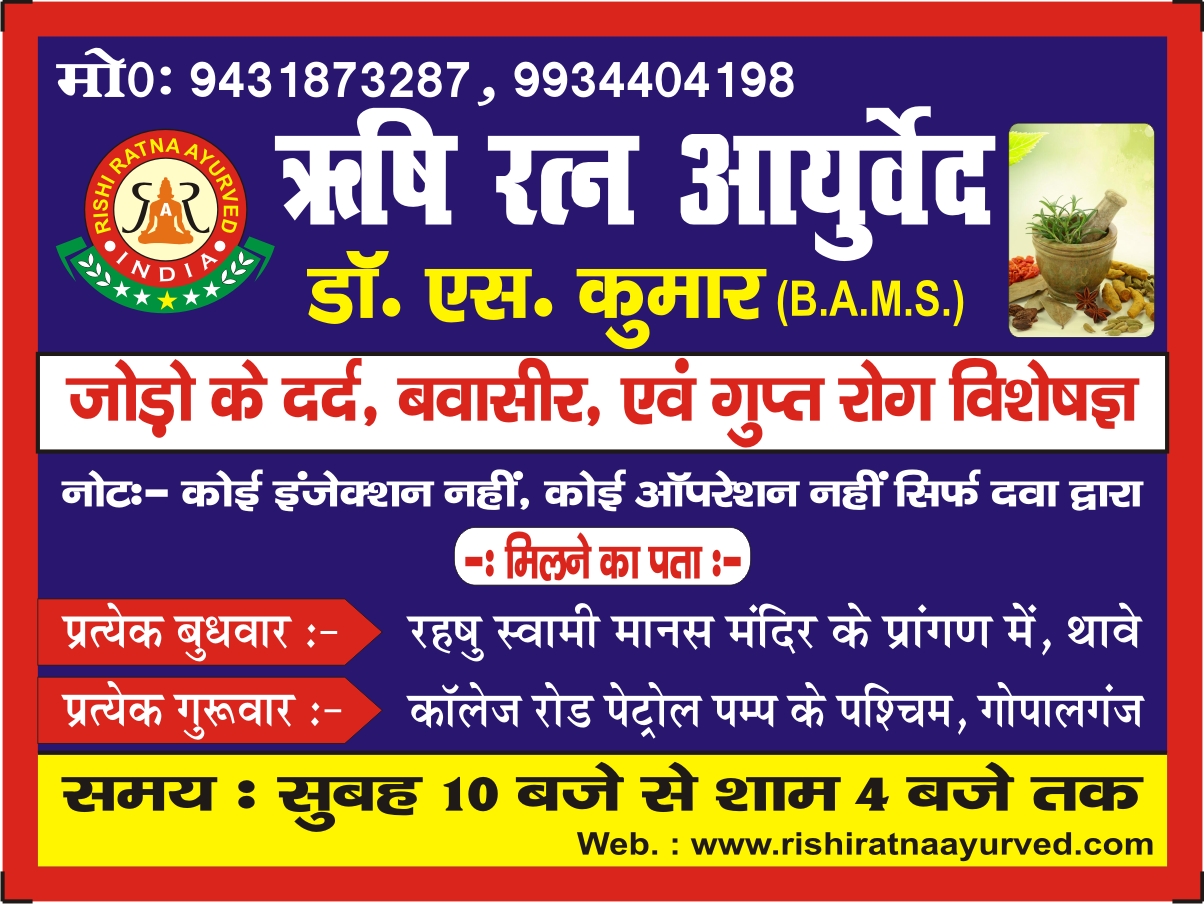 मो0: 9431873287, 9934404198
RISHI RATNA AYURVED
R A R
INDIA
ऋषि रत्न आयुर्वेद
डॉ. एस. कुमार (B.A.M.S.)
जोड़ो के दर्द, बवासीर, एवं गुप्त रोग विशेषज्ञ
नोटः- कोई इंजेक्शन नहीं, कोई ऑपरेशन नहीं सिर्फ दवा द्वारा
-: मिलने का पता :-
प्रत्येक बुधवार :- रहषु स्वामी मानस मंदिर के प्रांगण में, थावे
प्रत्येक गुरूवार :- कॉलेज रोड पेट्रोल पम्प के पश्चिम, गोपालगंज
समय : सुबह 10 बजे से शाम 4 बजे तक
Web. : www.rishiratnaayurved.com